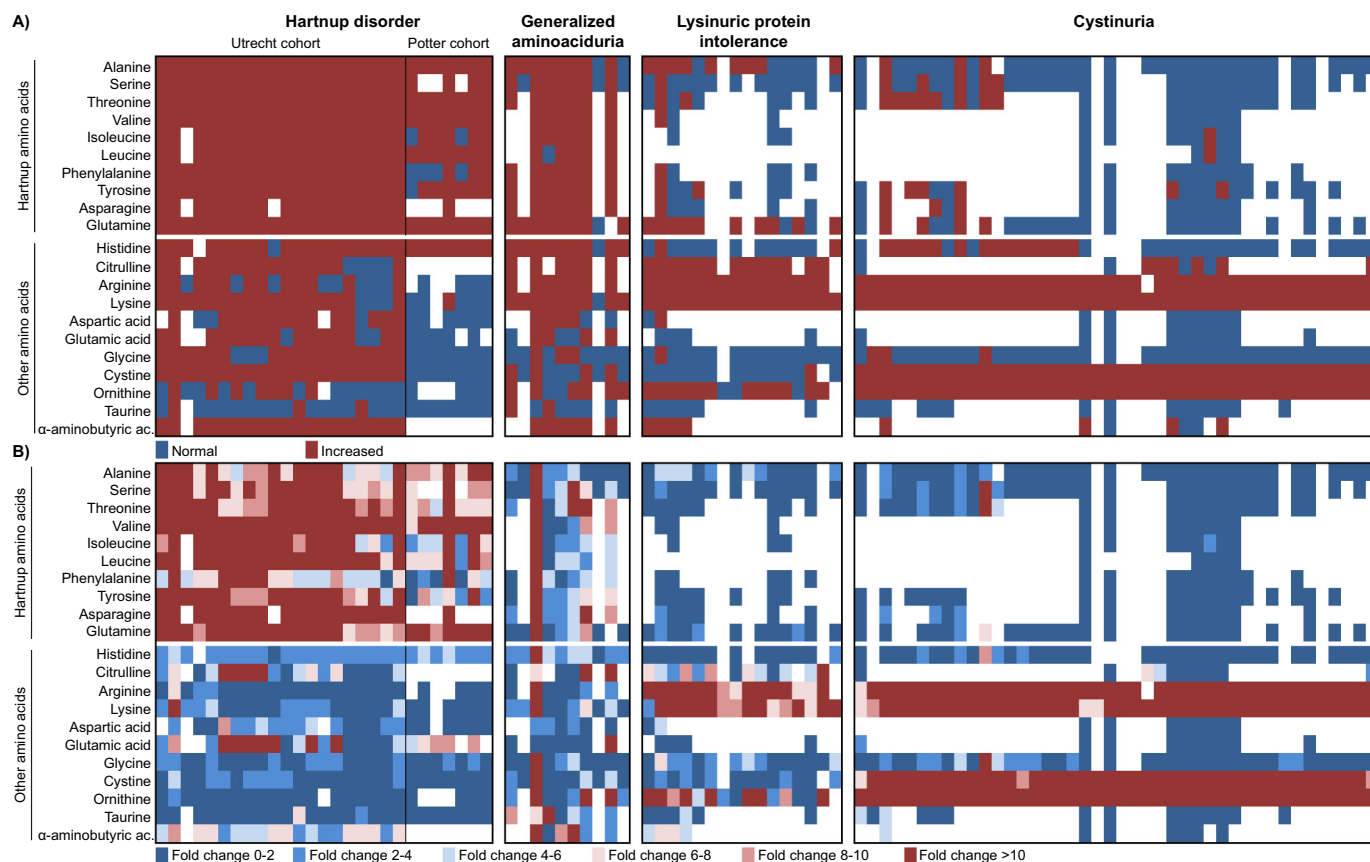 A)
Hartnup disorder
Utrecht cohort
Potter cohort
Generalized
aminoaciduria
Lysinuric protein
intolerance
Cystinuria
Hartnup amino acids
Alanine
Serine
Threonine
Valine
Isoleucine
Leucine
Phenylalanine
Tyrosine
Asparagine
Glutamine
Other amino acids
Histidine
Citrulline
Arginine
Lysine
Aspartic acid
Glutamic acid
Glycine
Cystine
Ornithine
Taurine
α-aminobutyric ac.
Normal
Increased
B)
Hartnup amino acids
Alanine
Serine
Threonine
Valine
Isoleucine
Leucine
Phenylalanine
Tyrosine
Asparagine
Glutamine
Other amino acids
Histidine
Citrulline
Arginine
Lysine
Aspartic acid
Glutamic acid
Glycine
Cystine
Ornithine
Taurine
α-aminobutyric ac.
Fold change 0-2
Fold change 2-4
Fold change 4-6
Fold change 6-8
Fold change 8-10
Fold change >10